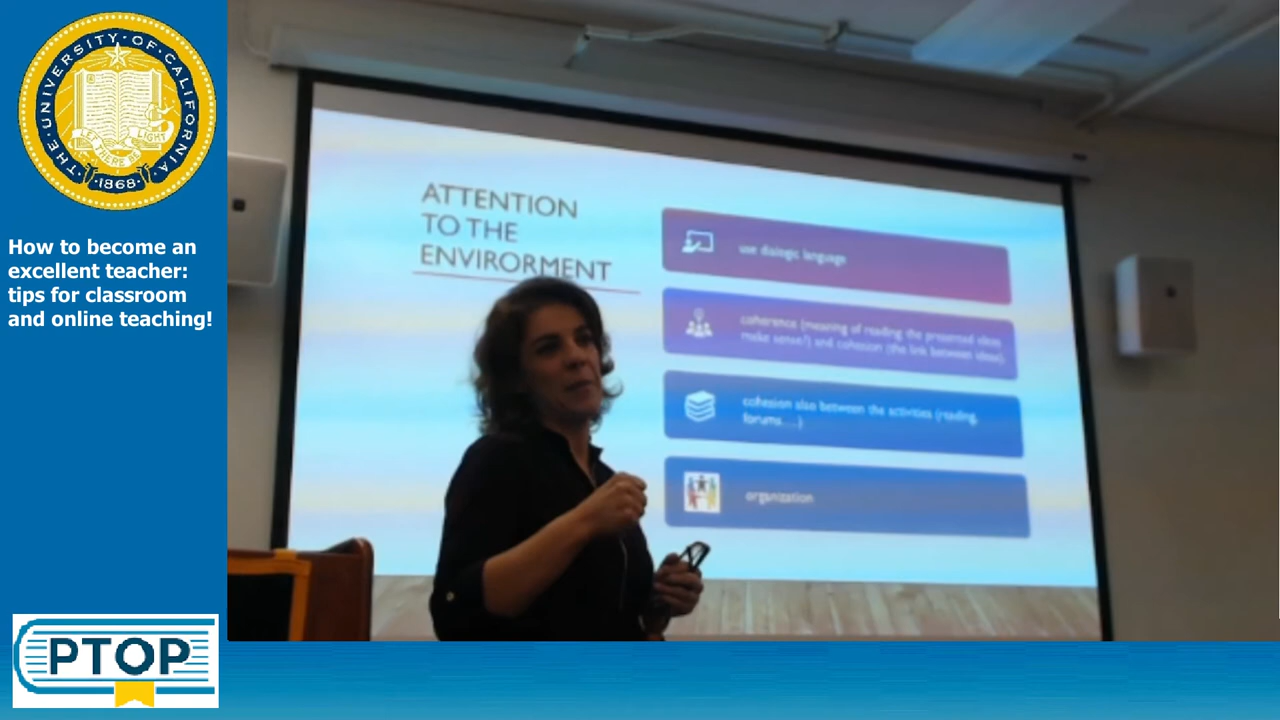 THE·UNIVERSITY·OF·CALIFORNIA
LET THERE BE LIGHT
·1868·
How to become an
excellent teacher:
tips for classroom
and online teaching!
PTOP
ATTENTION
TO THE
ENVIRORMENT
use dialogic language
coherence (meaning of reading the presented ideas
make sense/) and cohesion (the link between ideas).
cohesion also between the activities (reading,
forums....)
organization